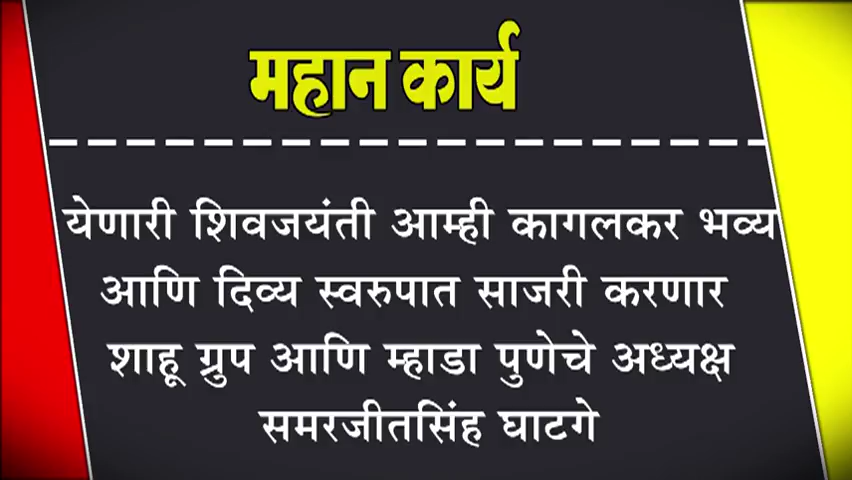 महान कार्य
येणारी शिवजयंती आम्ही कागलकर भव्य
आणि दिव्य स्वरुपात साजरी करणार
शाहू ग्रुप आणि म्हाडा पुणेचे अध्यक्ष
समरजीतसिंह घाटगे